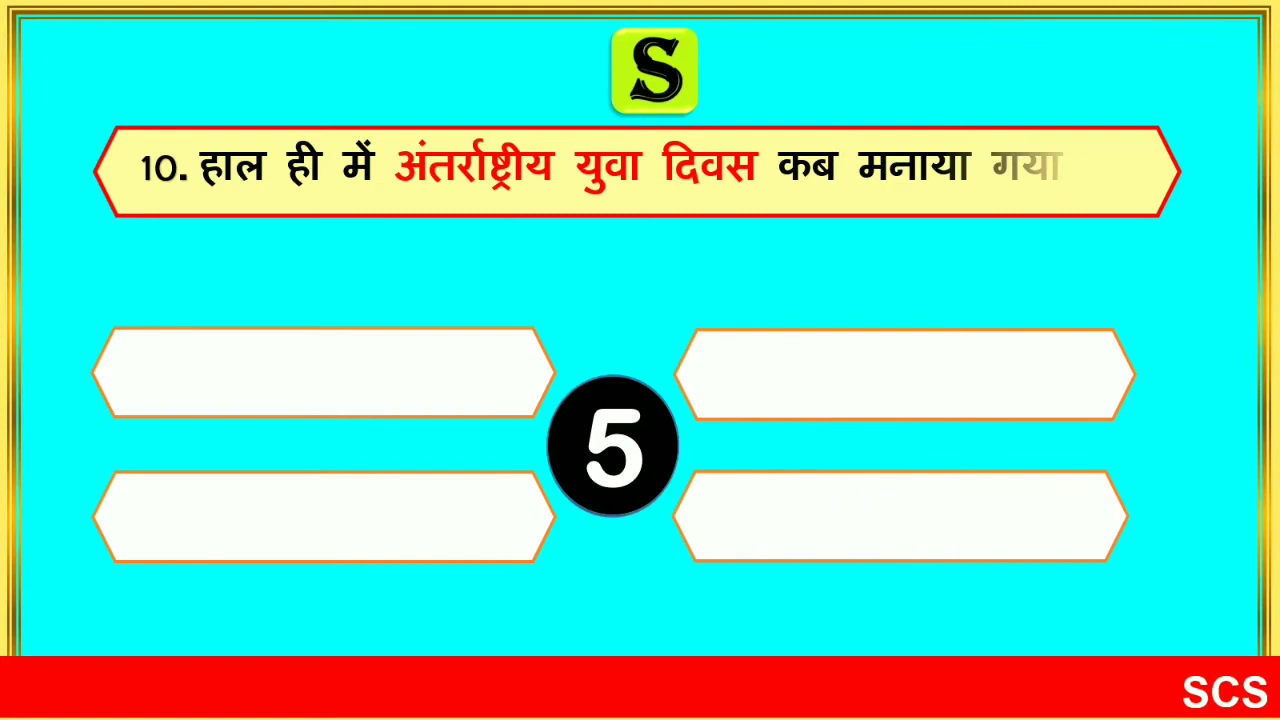 S
10. हाल ही में अंतर्राष्ट्रीय युवा दिवस कब मनाया गया
5
SCS